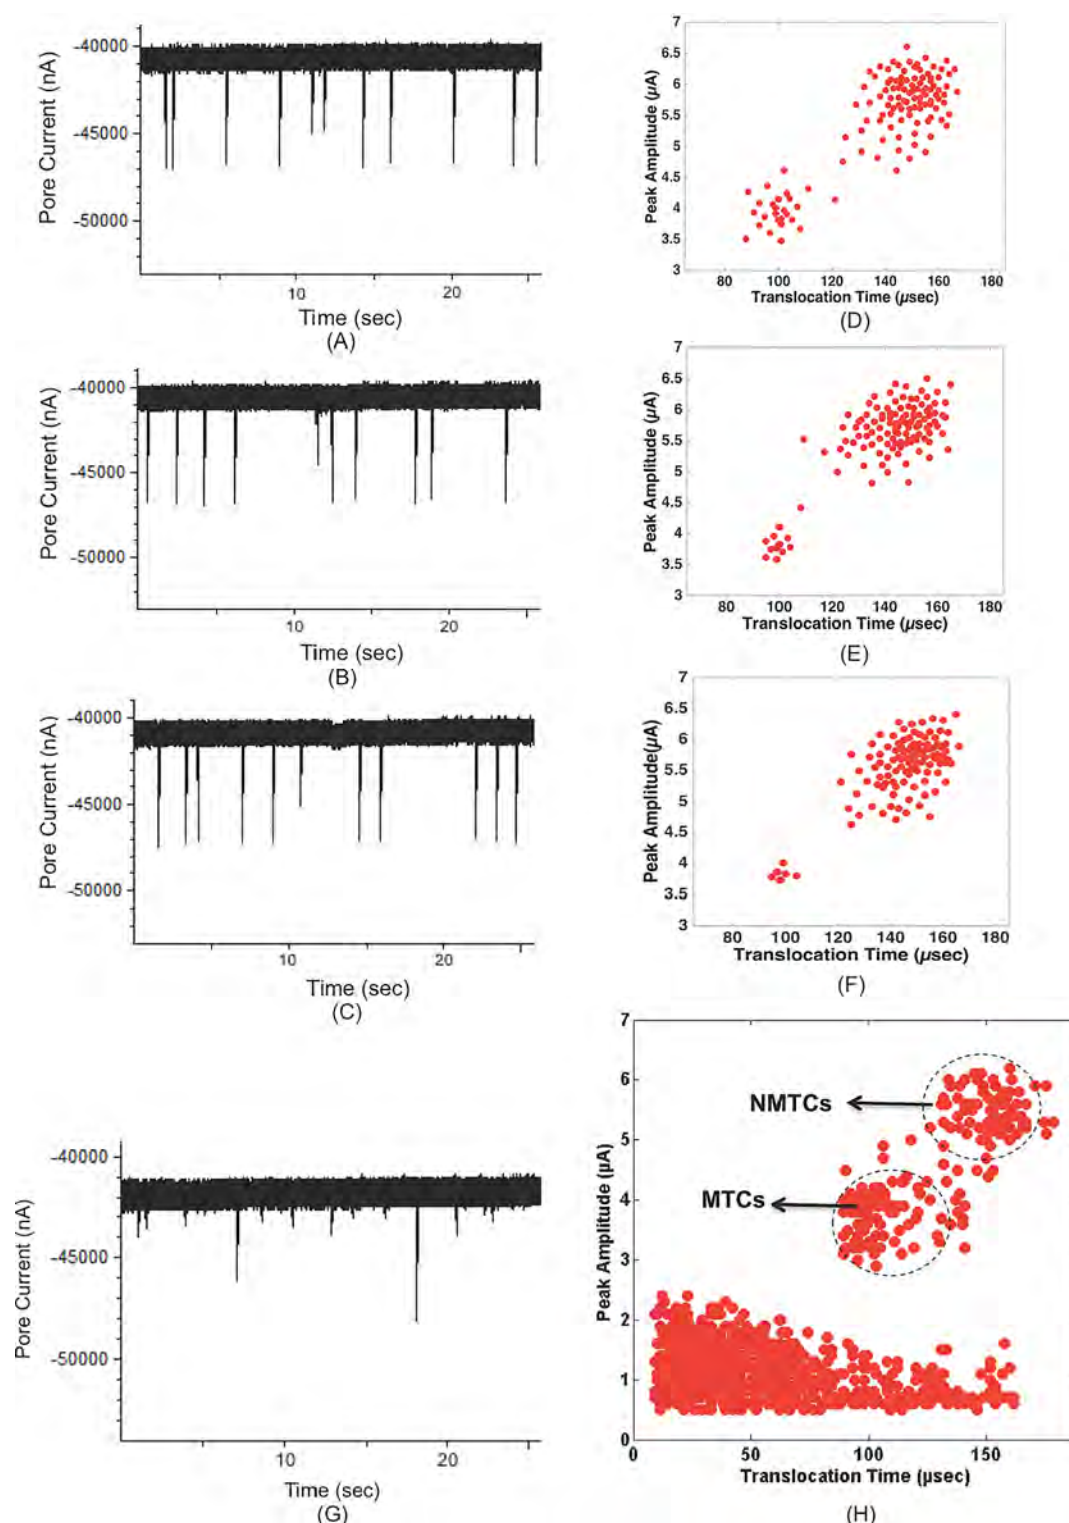 -40000
-45000
-50000
Pore Current (nA)
10
20
Time (sec)
(A)
7
6.5
6
5.5
5
4.5
4
3.5
3
Peak Amplitude (µA)
80 100 120 140 160 180
Translocation Time (µsec)
(D)
-40000
-45000
-50000
Pore Current (nA)
10
20
Time (sec)
(B)
7
6.5
6
5.5
5
4.5
4
3.5
3
Peak Amplitude (µA)
80 100 120 140 160 180
Translocation Time (µsec)
(E)
-40000
-45000
-50000
Pore Current (nA)
10
20
Time (sec)
(C)
7
6.5
6
5.5
5
4.5
4
3.5
3
Peak Amplitude(µA)
80 100 120 140 160 180
Translocation Time (µsec)
(F)
-40000
-45000
-50000
Pore Current (nA)
10
20
Time (sec)
(G)
7
6
5
4
3
2
1
0
Peak Amplitude (µA)
NMTCs
MTCs
0 50 100 150
Translocation Time (µsec)
(H)